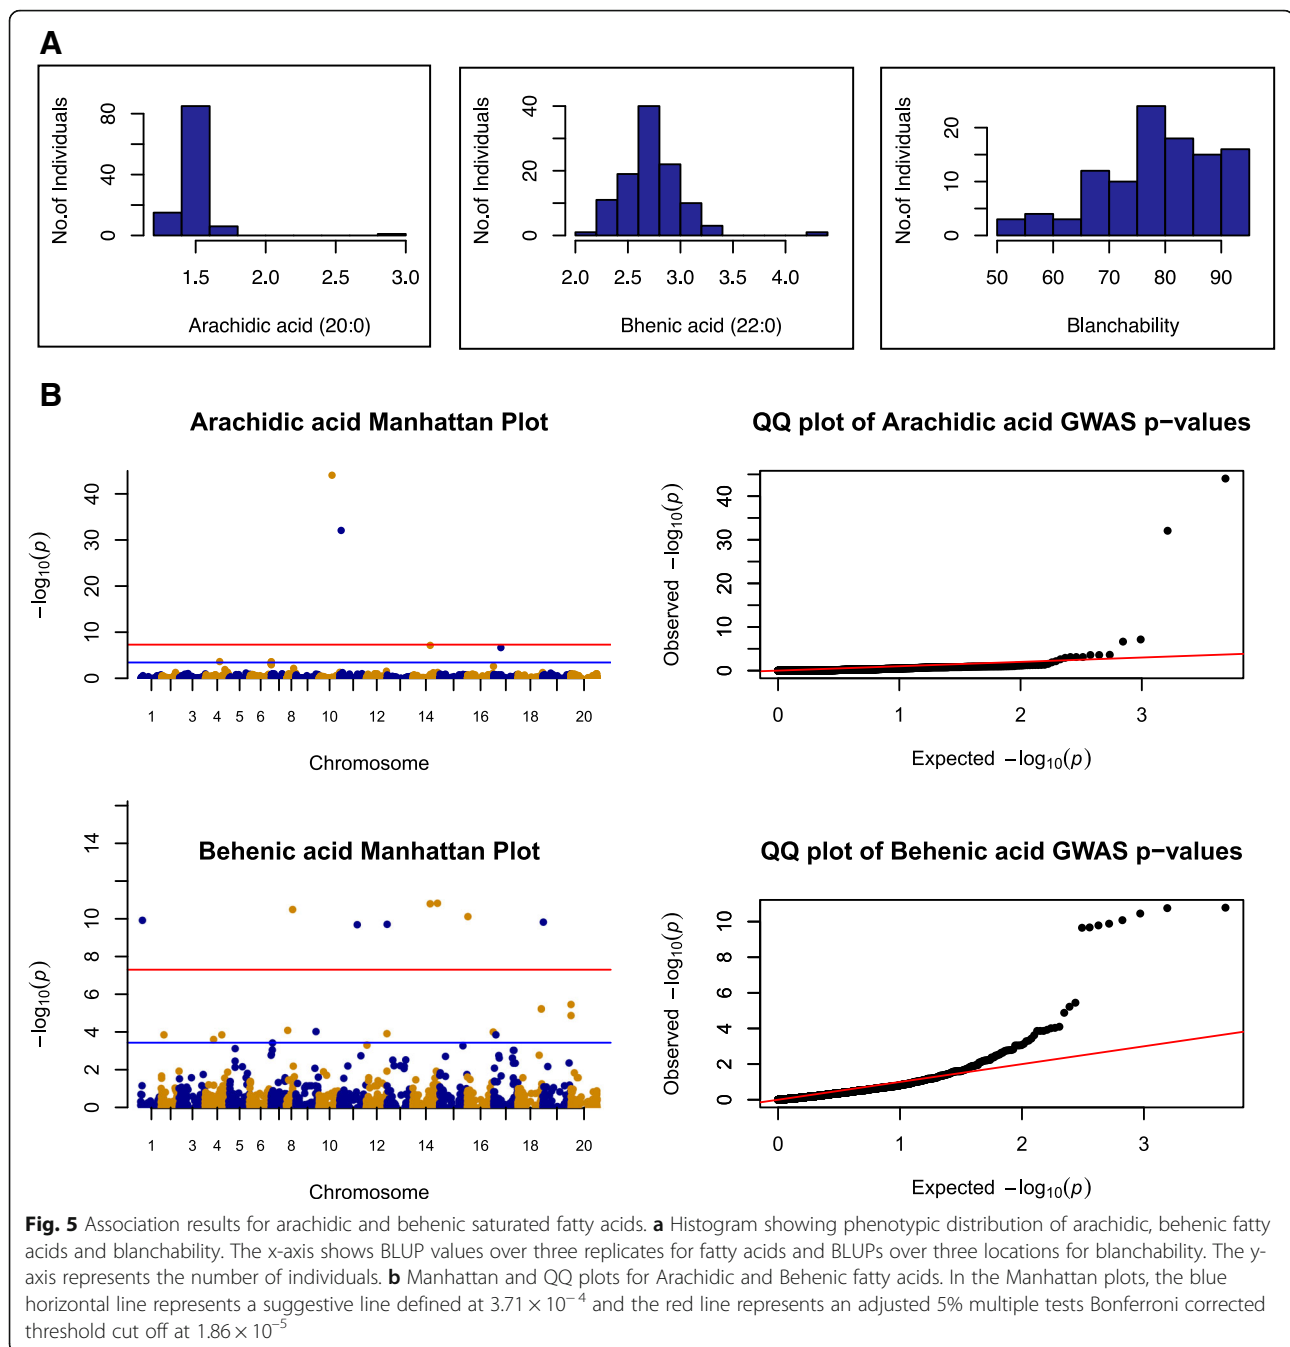 A
No.of Individuals
0
40
80
1.5
2.0
2.5
3.0
Arachidic acid (20:0)
No.of Individuals
0
20
40
2.0
2.5
3.0
3.5
4.0
Bhenic acid (22:0)
No.of Individuals
0
10
20
50
60
70
80
90
Blanchability
B
Arachidic acid Manhattan Plot
−log10(p)
0
10
20
30
40
1 3 4 5 6 8 10 12 14 16 18 20
Chromosome
QQ plot of Arachidic acid GWAS p−values
Observed −log10(p)
0
10
20
30
40
0 1 2 3
Expected −log10(p)
Behenic acid Manhattan Plot
−log10(p)
0
2
4
6
8
10
14
1 3 4 5 6 8 10 12 14 16 18 20
Chromosome
QQ plot of Behenic acid GWAS p−values
Observed −log10(p)
0
2
4
6
8
10
0 1 2 3
Expected −log10(p)
Fig. 5 Association results for arachidic and behenic saturated fatty acids. a Histogram showing phenotypic distribution of arachidic, behenic fatty
acids and blanchability. The x-axis shows BLUP values over three replicates for fatty acids and BLUPs over three locations for blanchability. The y-
axis represents the number of individuals. b Manhattan and QQ plots for Arachidic and Behenic fatty acids. In the Manhattan plots, the blue
horizontal line represents a suggestive line defined at 3.71 × 10−4 and the red line represents an adjusted 5% multiple tests Bonferroni corrected
threshold cut off at 1.86 × 10−5